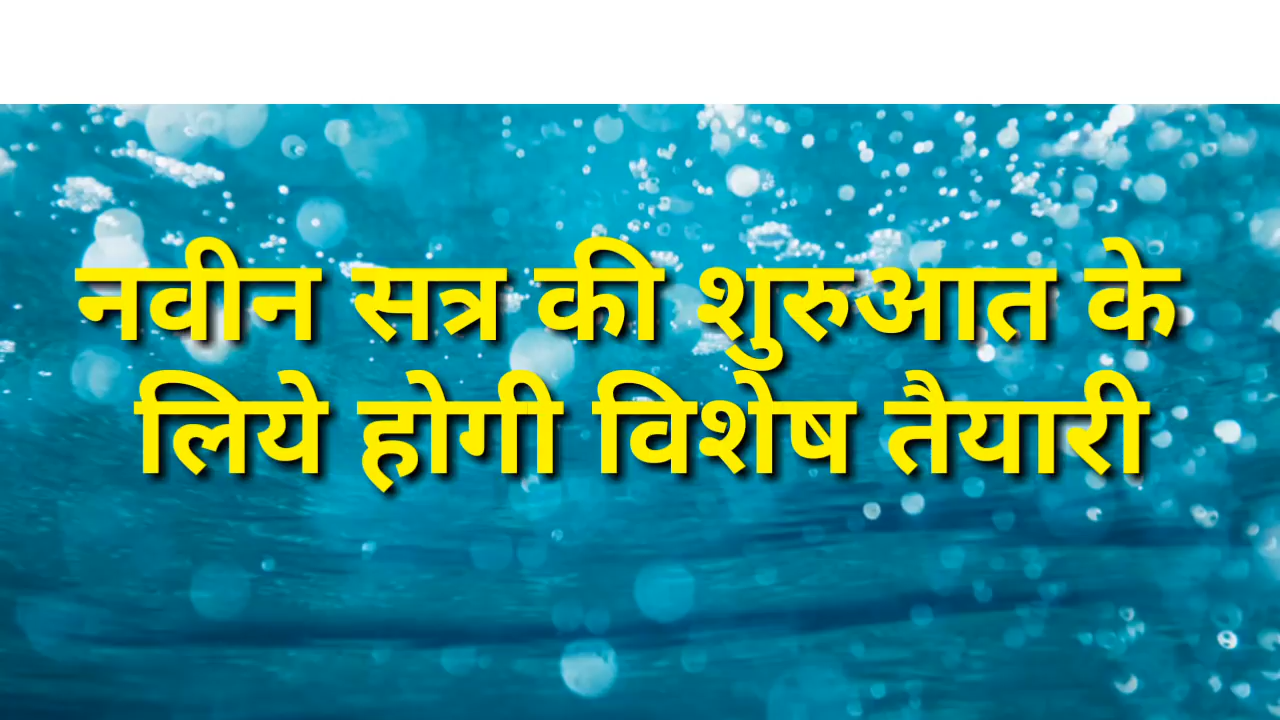 नवीन सत्र की शुरुआत के
लिये होगी विशेष तैयारी